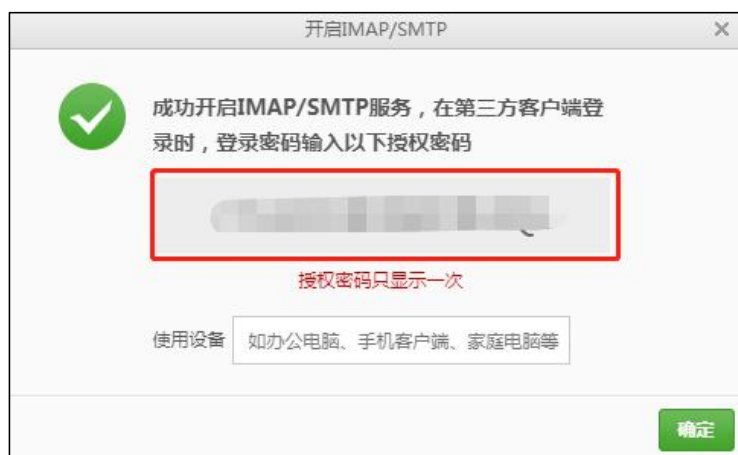 开启IMAP/SMTP
成功开启IMAP/SMTP服务，在第三方客户端登
录时，登录密码输入以下授权密码
授权密码只显示一次
使用设备 如办公电脑、手机客户端、家庭电脑等
确定